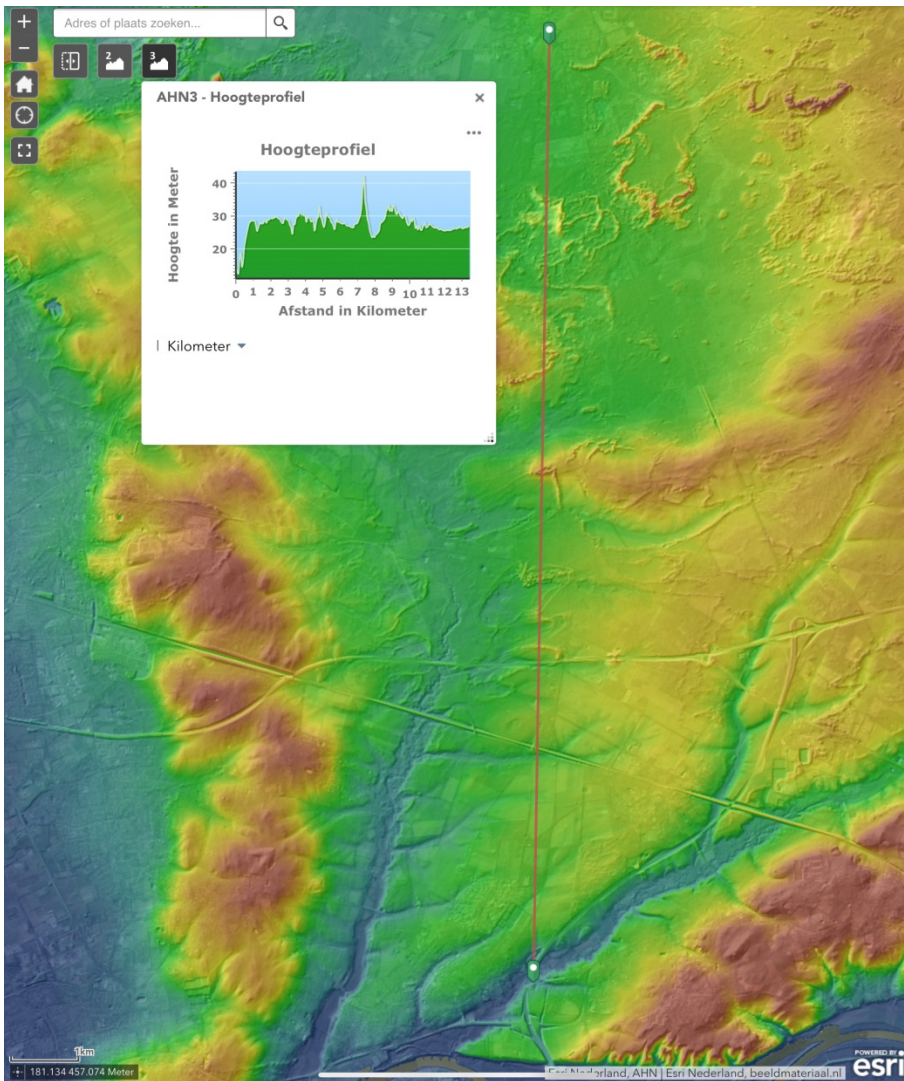 +
Adres of plaats zoeken...
−
2
3
AHN3 - Hoogteprofiel
×
...
Hoogteprofiel
Hoogte in Meter
40
30
20
0 1 2 3 4 5 6 7 8 9 10 11 12 13
Afstand in Kilometer
| Kilometer
1km
181.134 457.074 Meter
Esri Nederland, AHN | Esri Nederland, beeldmateriaal.nl
POWERED BY
esri